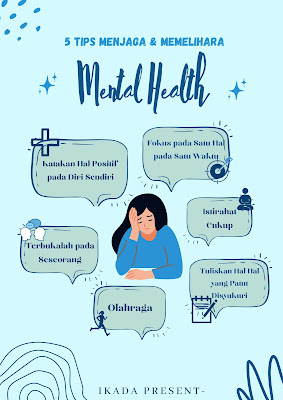 5 TIPS MENJAGA & MEMELIHARA
Mental Health
Katakan Hal Positif
pada Diri Sendiri
Fokus pada Satu Hal
pada Satu Waktu
Istirahat
Cukup
Terbukalah pada
Seseorang
Tuliskan Hal Hal
yang Patut
Disyukuri
Olahraga
IKADA PRESENT-